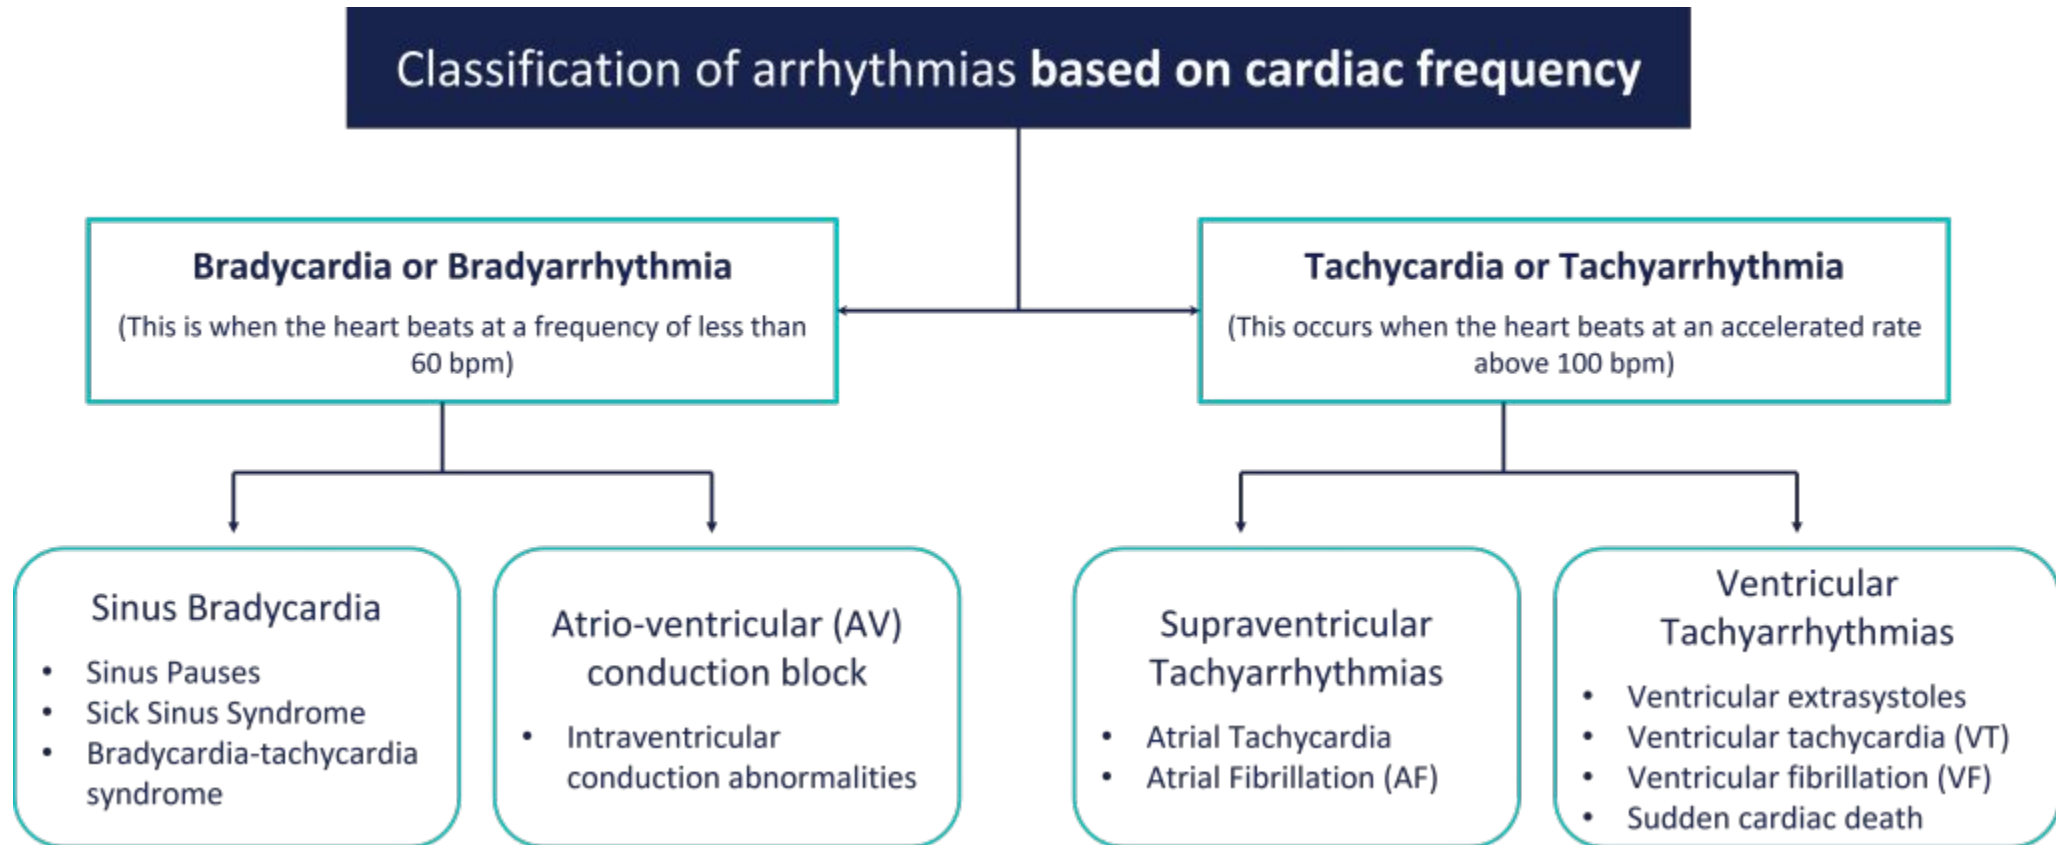 Classification of arrhythmias based on cardiac frequency
Bradycardia or Bradyarrhythmia
(This is when the heart beats at a frequency of less than
60 bpm)
Tachycardia or Tachyarrhythmia
(This occurs when the heart beats at an accelerated rate
above 100 bpm)
Sinus Bradycardia
• Sinus Pauses
• Sick Sinus Syndrome
• Bradycardia-tachycardia
syndrome
Atrio-ventricular (AV)
conduction block
• Intraventricular
conduction abnormalities
Supraventricular
Tachyarrhythmias
• Atrial Tachycardia
• Atrial Fibrillation (AF)
Ventricular
Tachyarrhythmias
• Ventricular extrasystoles
• Ventricular tachycardia (VT)
• Ventricular fibrillation (VF)
• Sudden cardiac death